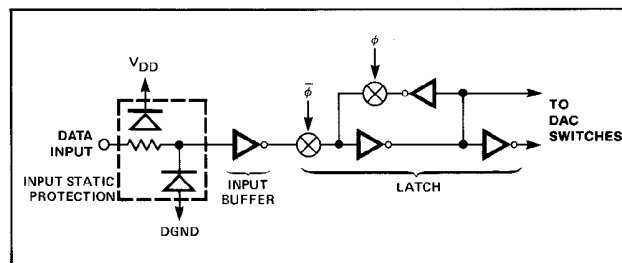 V_DD
DATA
INPUT
INPUT STATIC
PROTECTION
DGND
INPUT
BUFFER
φ̅
φ
LATCH
TO
DAC
SWITCHES